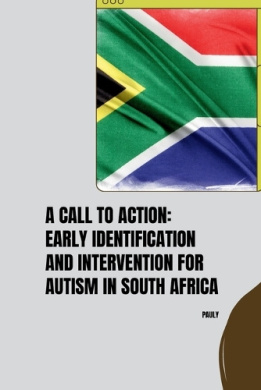 A CALL TO ACTION:
EARLY IDENTIFICATION
AND INTERVENTION FOR
AUTISM IN SOUTH AFRICA
PAULY